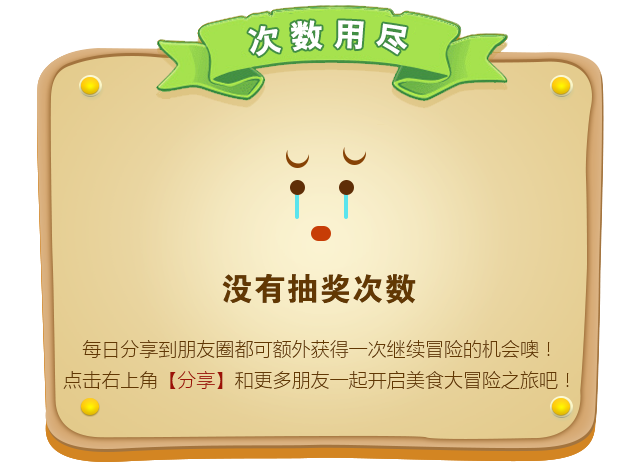 次数用尽
没有抽奖次数
每日分享到朋友圈都可额外获得一次继续冒险的机会噢！
点击右上角【分享】和更多朋友一起开启美食大冒险之旅吧！